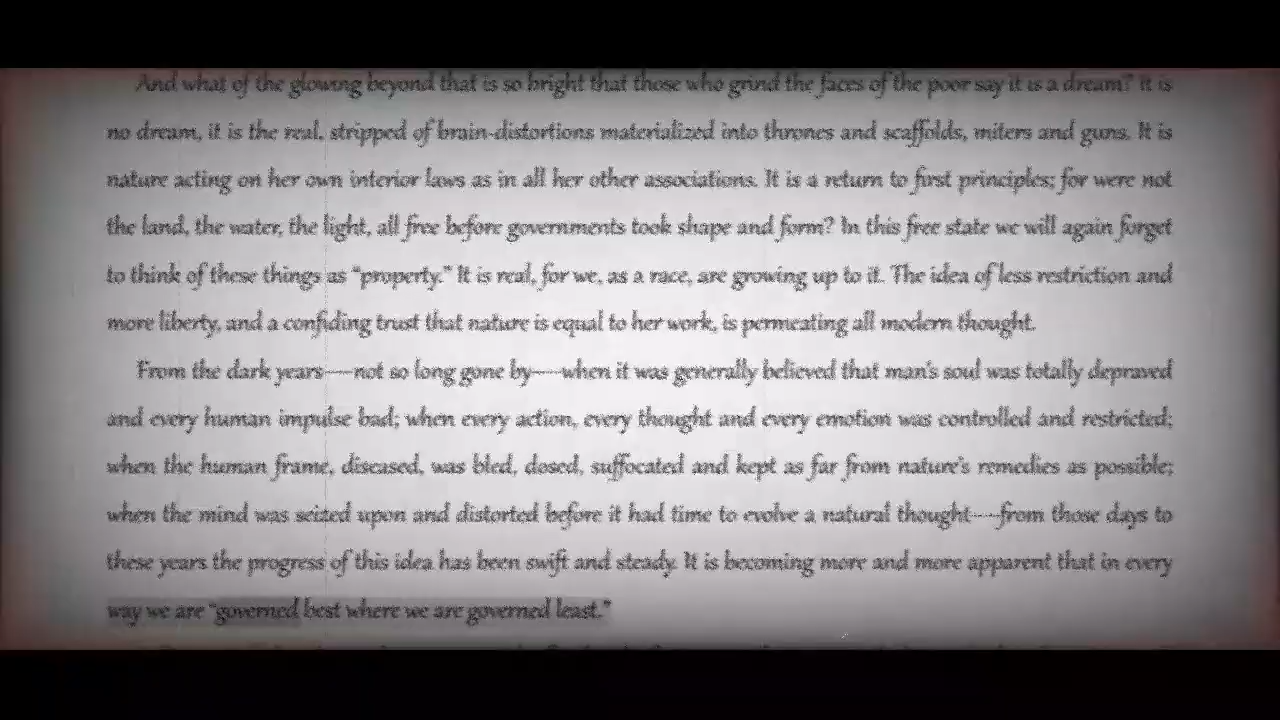 And what of the glowing beyond that is so bright that those who grind the faces of the poor say it is a dream? It is
no dream, it is the real, stripped of brain-distortions materialized into thrones and scaffolds, miters and guns. It is
nature acting on her own interior laws as in all her other associations. It is a return to first principles; for were not
the land, the water, the light, all free before governments took shape and form? In this free state we will again forget
to think of these things as “property.” It is real, for we, as a race, are growing up to it. The idea of less restriction and
more liberty, and a confiding trust that nature is equal to her work, is permeating all modern thought.
From the dark years—not so long gone by—when it was generally believed that man's soul was totally depraved
and every human impulse bad; when every action, every thought and every emotion was controlled and restricted;
when the human frame, diseased, was bled, dosed, suffocated and kept as far from nature's remedies as possible;
when the mind was seized upon and distorted before it had time to evolve a natural thought—from those days to
these years the progress of this idea has been swift and steady. It is becoming more and more apparent that in every
way we are “governed best where we are governed least.”